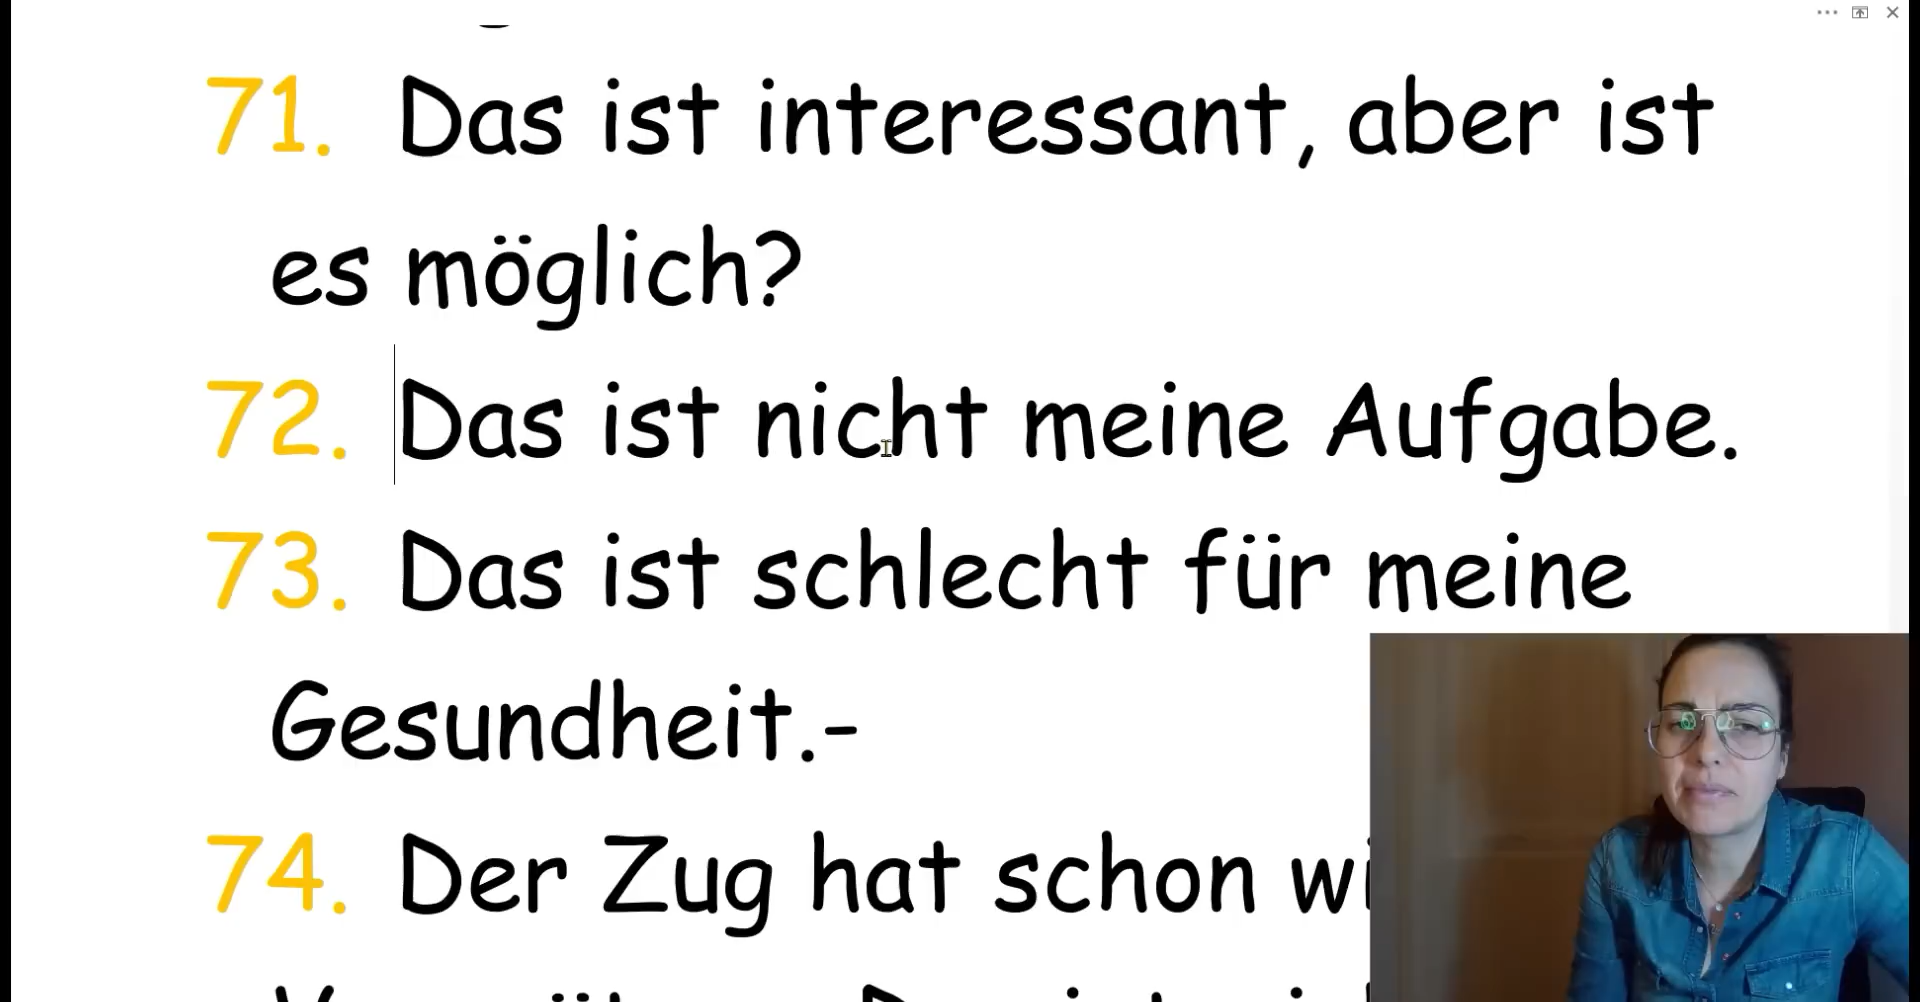 71. Das ist interessant, aber ist
es möglich?
72. Das ist nicht meine Aufgabe.
73. Das ist schlecht für meine
Gesundheit.-
74. Der Zug hat schon